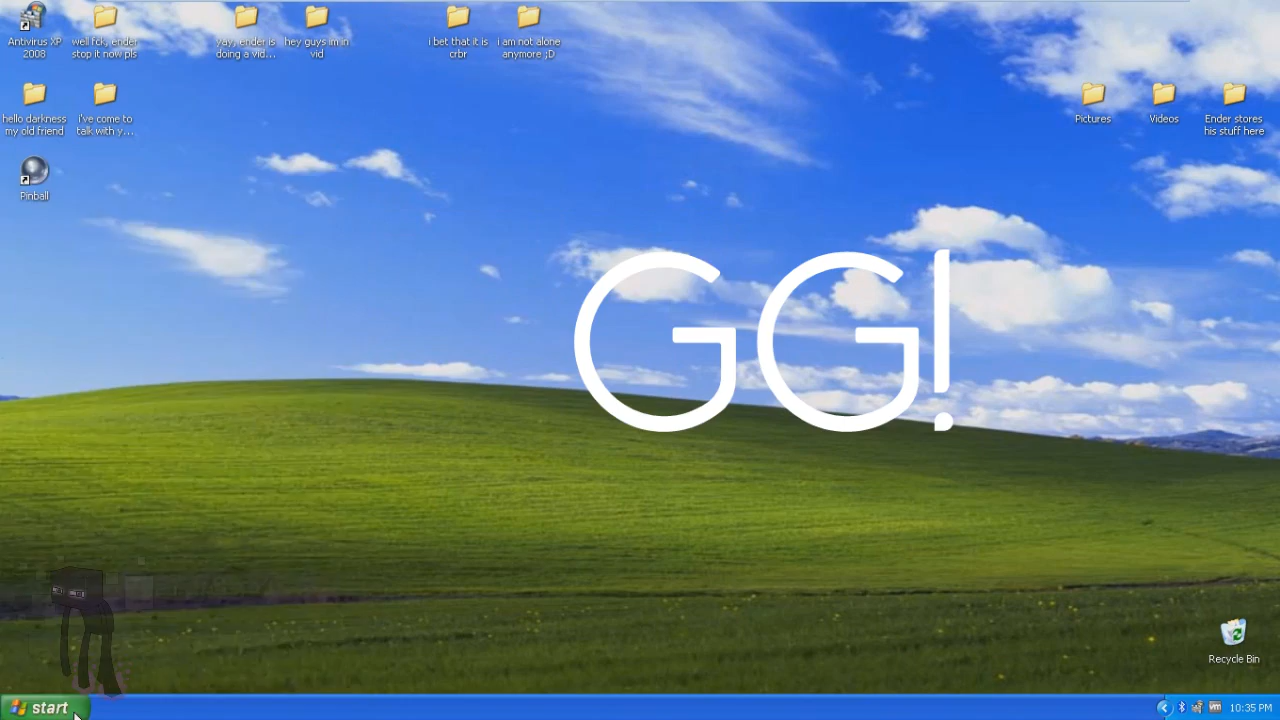 Antivirus XP
2008
well fck, ender
stop it now pls
yay, ender is
doing a vid...
hey guys im in
vid
i bet that it is
crbr
i am not alone
anymore ;D
hello darkness
my old friend
i've come to
talk with y...
Pictures
Videos
Ender stores
his stuff here
Pinball
GG!
Recycle Bin
start
10:35 PM